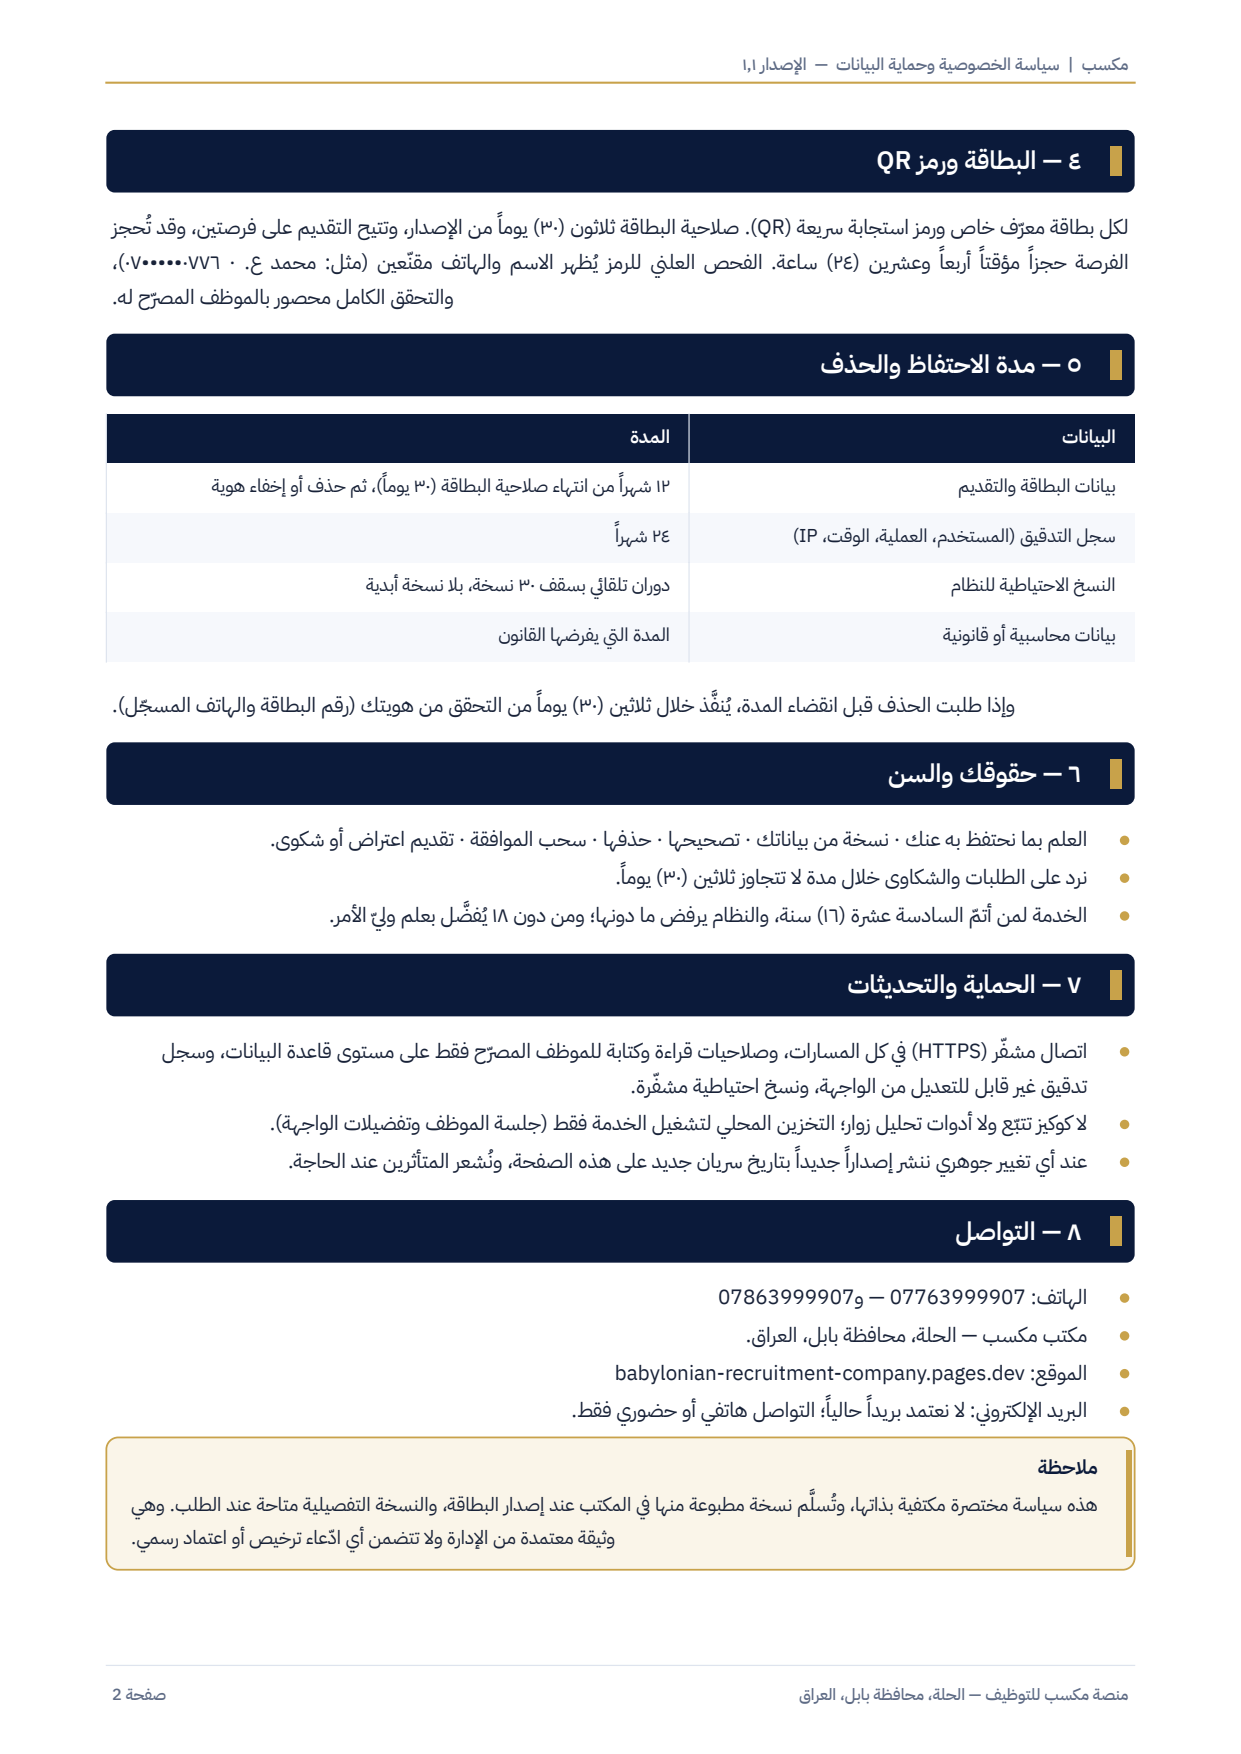 مكسب | سياسة الخصوصية وحماية البيانات — الإصدار ١,١
٤ — البطاقة ورمز QR
لكل بطاقة معرّف خاص ورمز استجابة سريعة (QR). صلاحية البطاقة ثلاثون (٣٠) يوماً من الإصدار، وتتيح التقديم على فرصتين، وقد تُحجز
الفرصة حجزاً مؤقتاً أربعاً وعشرين (٢٤) ساعة. الفحص العلني للرمز يُظهر الاسم والهاتف مقنّعين (مثل: محمد ع. · ٠٧٧٦•••••٠٧)،
والتحقق الكامل محصور بالموظف المصرّح له.
٥ — مدة الاحتفاظ والحذف
البيانات	المدة
بيانات البطاقة والتقديم	١٢ شهراً من انتهاء صلاحية البطاقة (٣٠ يوماً)، ثم حذف أو إخفاء هوية
سجل التدقيق (المستخدم، العملية، الوقت، IP)	٢٤ شهراً
النسخ الاحتياطية للنظام	دوران تلقائي بسقف ٣٠ نسخة، بلا نسخة أبدية
بيانات محاسبية أو قانونية	المدة التي يفرضها القانون
وإذا طلبت الحذف قبل انقضاء المدة، يُنفَّذ خلال ثلاثين (٣٠) يوماً من التحقق من هويتك (رقم البطاقة والهاتف المسجّل).
٦ — حقوقك والسن
العلم بما نحتفظ به عنك · نسخة من بياناتك · تصحيحها · حذفها · سحب الموافقة · تقديم اعتراض أو شكوى.
نرد على الطلبات والشكاوى خلال مدة لا تتجاوز ثلاثين (٣٠) يوماً.
الخدمة لمن أتمّ السادسة عشرة (١٦) سنة، والنظام يرفض ما دونها؛ ومن دون ١٨ يُفضَّل بعلم وليّ الأمر.
٧ — الحماية والتحديثات
اتصال مشفّر (HTTPS) في كل المسارات، وصلاحيات قراءة وكتابة للموظف المصرّح فقط على مستوى قاعدة البيانات، وسجل
تدقيق غير قابل للتعديل من الواجهة، ونسخ احتياطية مشفّرة.
لا كوكيز تتبّع ولا أدوات تحليل زوار؛ التخزين المحلي لتشغيل الخدمة فقط (جلسة الموظف وتفضيلات الواجهة).
عند أي تغيير جوهري ننشر إصداراً جديداً بتاريخ سريان جديد على هذه الصفحة، ونُشعر المتأثرين عند الحاجة.
٨ — التواصل
الهاتف: 07763999907 — و07863999907
مكتب مكسب — الحلة، محافظة بابل، العراق.
الموقع: babylonian-recruitment-company.pages.dev
البريد الإلكتروني: لا نعتمد بريداً حالياً؛ التواصل هاتفي أو حضوري فقط.
ملاحظة
هذه سياسة مختصرة مكتفية بذاتها، وتُسلَّم نسخة مطبوعة منها في المكتب عند إصدار البطاقة، والنسخة التفصيلية متاحة عند الطلب. وهي
وثيقة معتمدة من الإدارة ولا تتضمن أي ادّعاء ترخيص أو اعتماد رسمي.
منصة مكسب للتوظيف — الحلة، محافظة بابل، العراق	صفحة 2